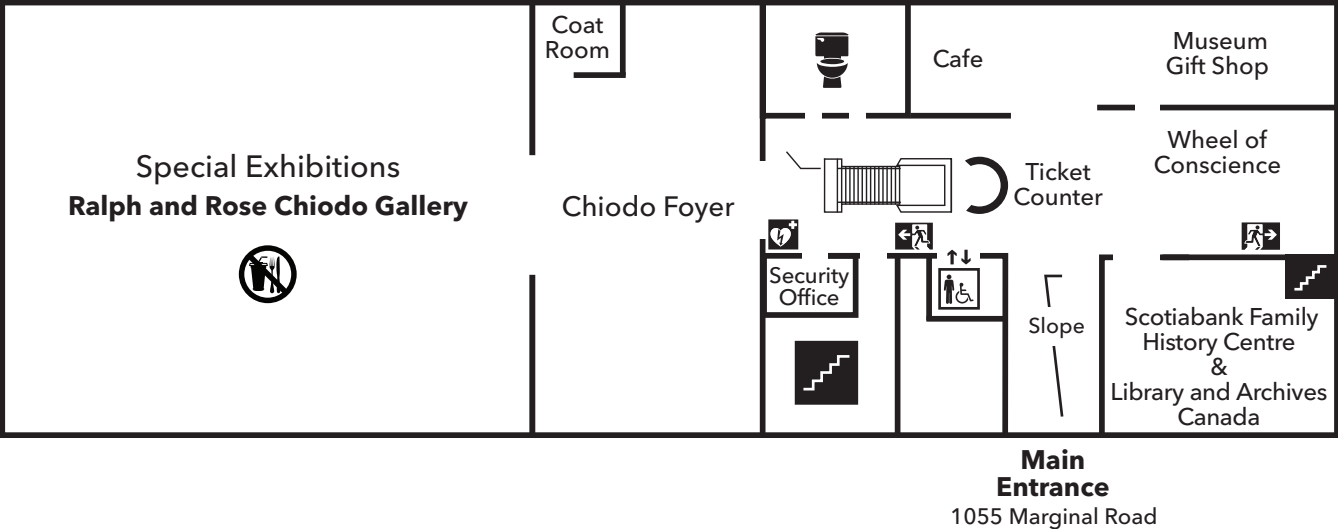 Coat
Room
Cafe
Museum
Gift Shop
Special Exhibitions
Ralph and Rose Chiodo Gallery
Chiodo Foyer
Ticket
Counter
Wheel of
Conscience
Security
Office
Slope
Scotiabank Family
History Centre
&
Library and Archives
Canada
Main
Entrance
1055 Marginal Road